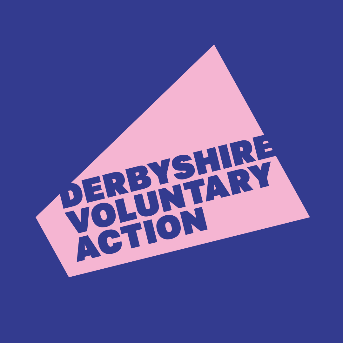 DERBYSHIRE
VOLUNTARY
ACTION